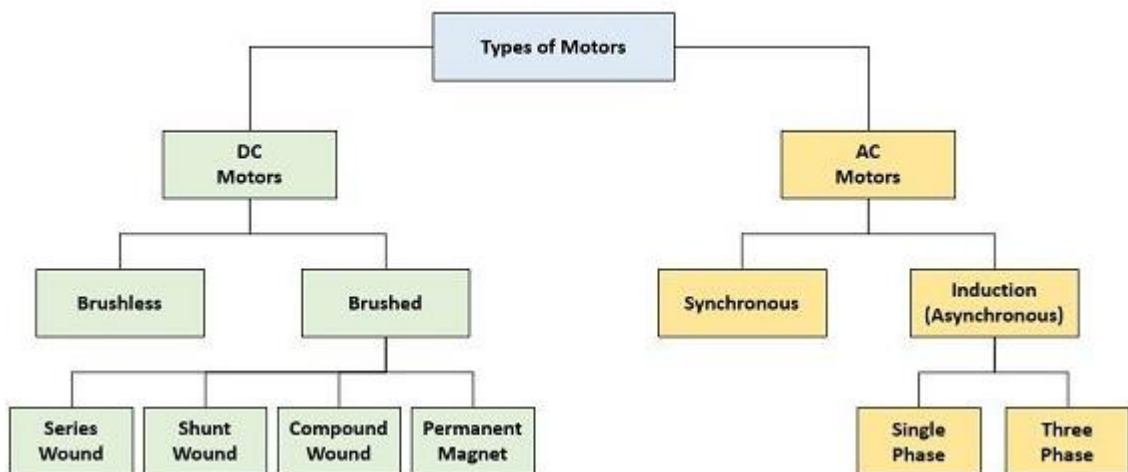 Types of Motors
DC
Motors
AC
Motors
Brushless
Brushed
Synchronous
Induction
(Asynchronous)
Series
Wound
Shunt
Wound
Compound
Wound
Permanent
Magnet
Single
Phase
Three
Phase